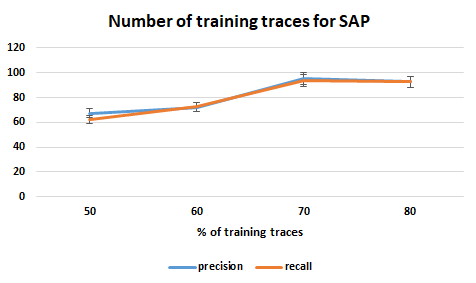 Number of training traces for SAP
120
100
80
60
40
20
0
50 60 70 80
% of training traces
precision recall